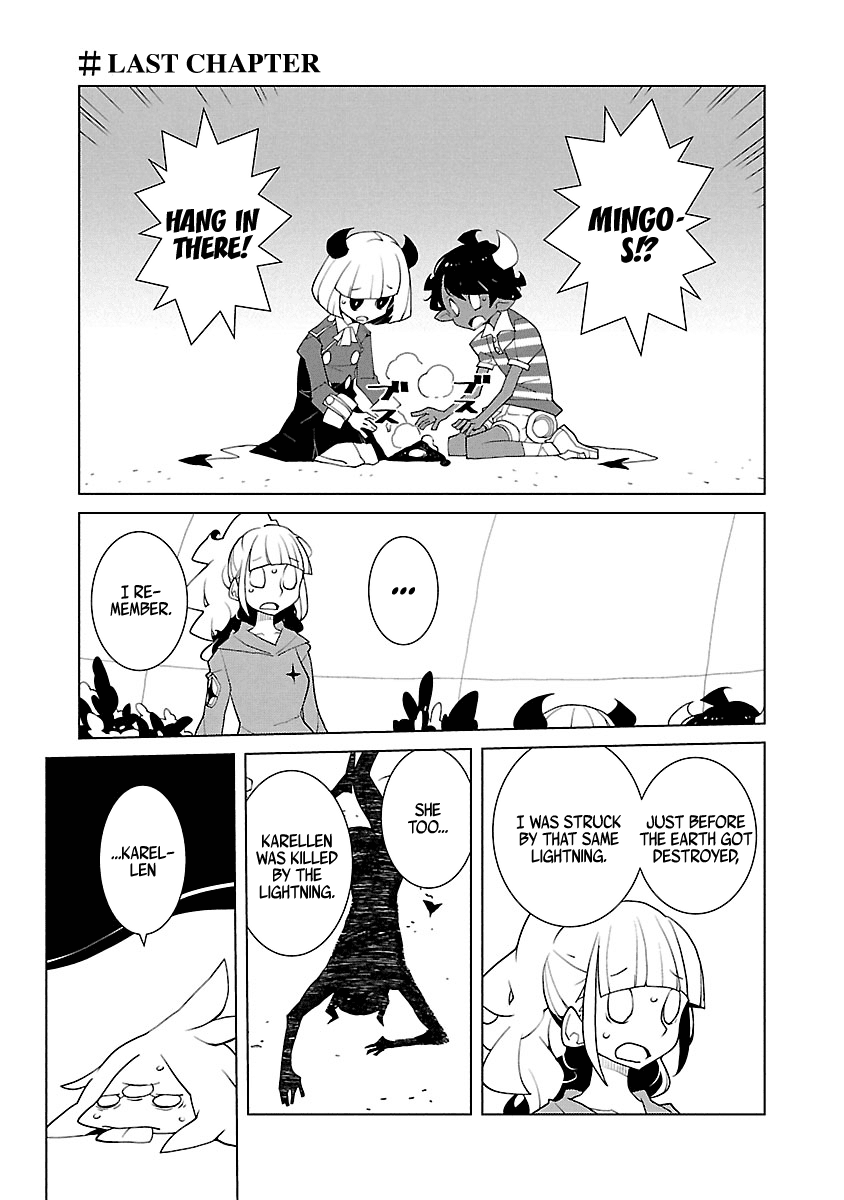 # LAST CHAPTER
MINGO-
S!?
HANG IN
THERE!
ブス
ブス
...
I RE-
MEMBER.
JUST BEFORE
THE EARTH GOT
DESTROYED,
I WAS STRUCK
BY THAT SAME
LIGHTNING.
SHE
TOO...
KARELLEN
WAS KILLED
BY THE
LIGHTNING.
...KAREL-
LEN